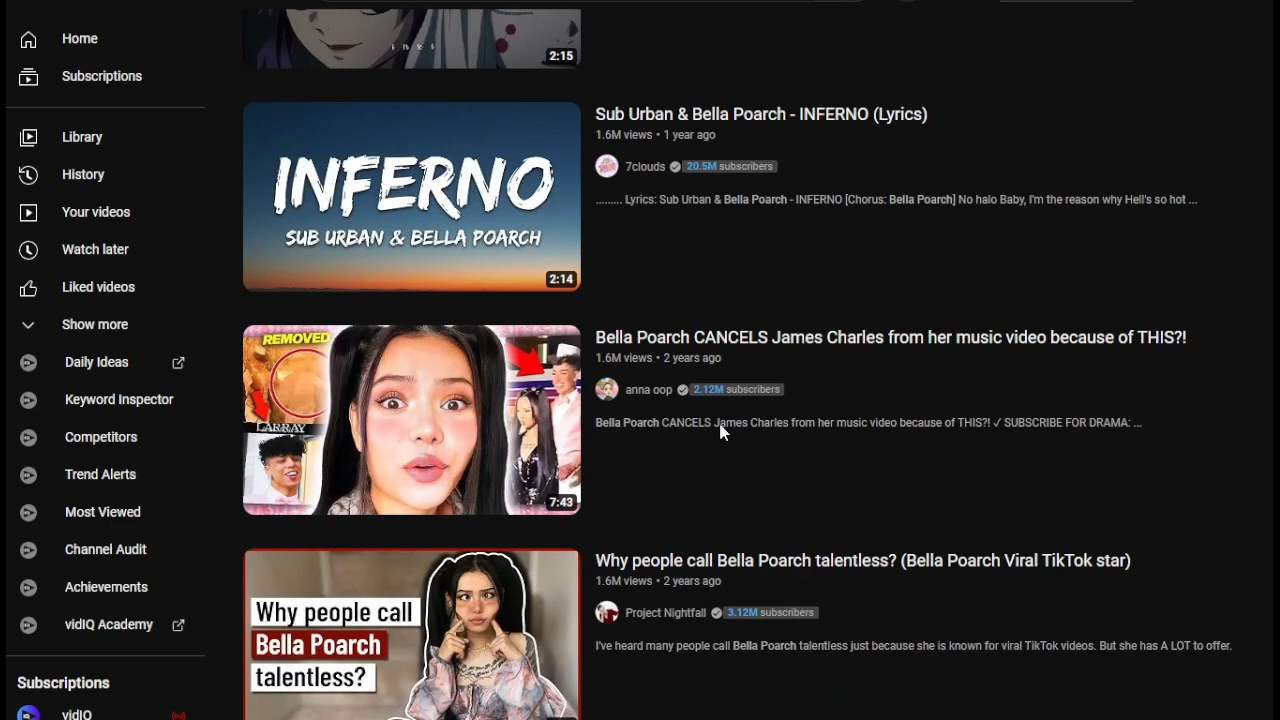 Home
Subscriptions
Library
History
Your videos
Watch later
Liked videos
Show more
Daily Ideas
Keyword Inspector
Competitors
Trend Alerts
Most Viewed
Channel Audit
Achievements
vidIQ Academy
Subscriptions
vidIQ
inki
2:15
INFERNO
SUB URBAN & BELLA POARCH
2:14
Sub Urban & Bella Poarch - INFERNO (Lyrics)
1.6M views • 1 year ago
7clouds 20.5M subscribers
......... Lyrics: Sub Urban & Bella Poarch - INFERNO [Chorus: Bella Poarch] No halo Baby, I'm the reason why Hell's so hot ...
REMOVED
LARRAY
7:43
Bella Poarch CANCELS James Charles from her music video because of THIS?!
1.6M views • 2 years ago
anna oop 2.12M subscribers
Bella Poarch CANCELS James Charles from her music video because of THIS?! ✓ SUBSCRIBE FOR DRAMA: ...
Why people call
Bella Poarch
talentless?
Why people call Bella Poarch talentless? (Bella Poarch Viral TikTok star)
1.6M views • 2 years ago
Project Nightfall 3.12M subscribers
I've heard many people call Bella Poarch talentless just because she is known for viral TikTok videos. But she has A LOT to offer.